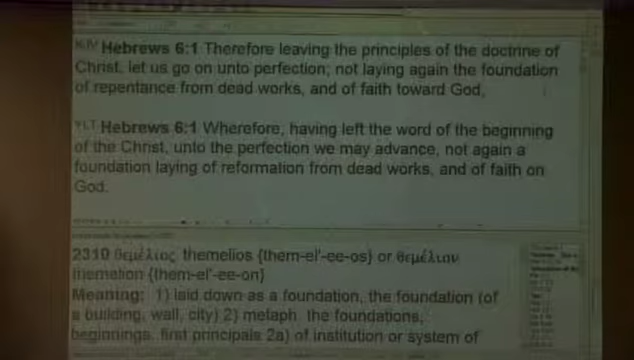 KJV Hebrews 6:1 Therefore leaving the principles of the doctrine of
Christ, let us go on unto perfection; not laying again the foundation
of repentance from dead works, and of faith toward God,
YLT Hebrews 6:1 Wherefore, having left the word of the beginning
of the Christ, unto the perfection we may advance, not again a
foundation laying of reformation from dead works, and of faith on
God,
2310 θεμέλιος themelios {them-el'-ee-os} or θεμέλιον
themelion {them-el'-ee-on}
Meaning: 1) laid down as a foundation, the foundation (of
a building, wall, city) 2) metaph. the foundations,
beginnings, first principals 2a) of institution or system of